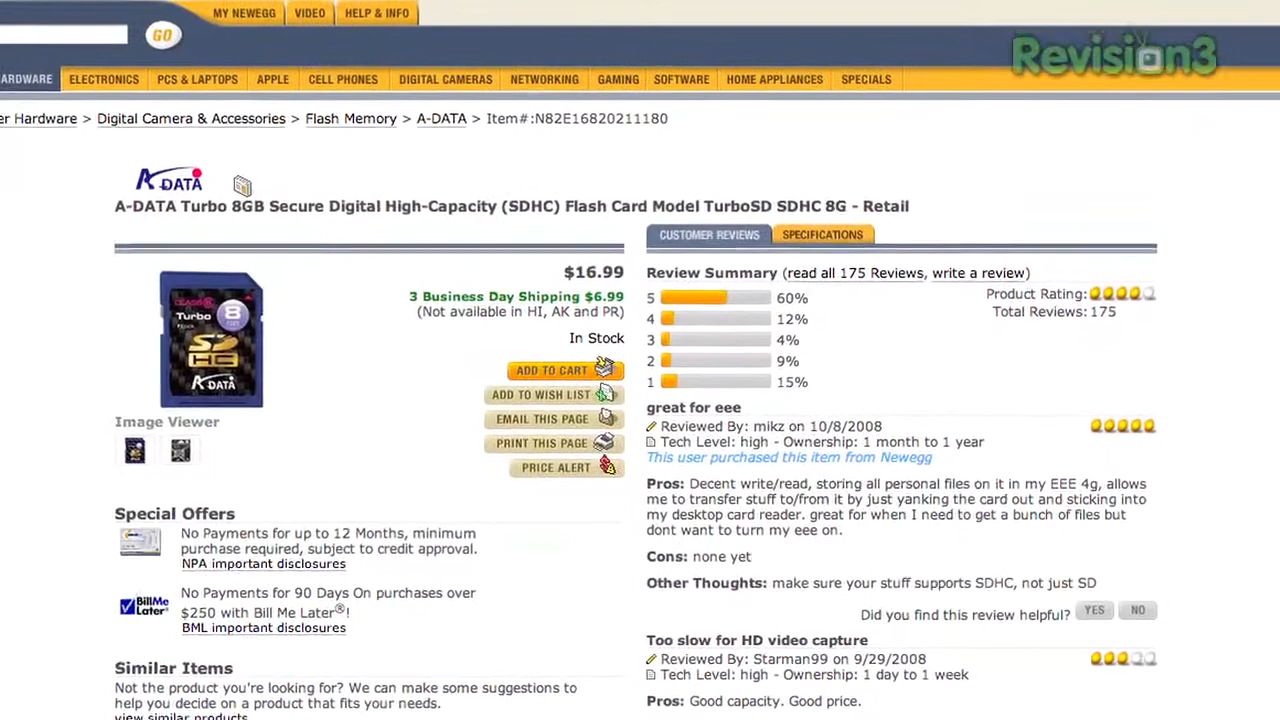 MY NEWEGG VIDEO HELP & INFO
GO
Revision3
ARDWARE ELECTRONICS PCS & LAPTOPS APPLE CELL PHONES DIGITAL CAMERAS NETWORKING GAMING SOFTWARE HOME APPLIANCES SPECIALS
er Hardware > Digital Camera & Accessories > Flash Memory > A-DATA > Item#:N82E16820211180
A-DATA
A-DATA Turbo 8GB Secure Digital High-Capacity (SDHC) Flash Card Model TurboSD SDHC 8G - Retail
$16.99
3 Business Day Shipping $6.99
(Not available in HI, AK and PR)
In Stock
CLASS 6
Turbo
8
SD
HC
A-DATA
ADD TO CART
ADD TO WISH LIST
EMAIL THIS PAGE
PRINT THIS PAGE
PRICE ALERT
Image Viewer
Special Offers
No Payments for up to 12 Months, minimum
purchase required, subject to credit approval.
NPA important disclosures
BillMe
Later®
No Payments for 90 Days On purchases over
$250 with Bill Me Later®!
BML important disclosures
Similar Items
Not the product you're looking for? We can make some suggestions to
help you decide on a product that fits your needs.
view similar products
CUSTOMER REVIEWS SPECIFICATIONS
Review Summary (read all 175 Reviews, write a review)
5 60%
4 12%
3 4%
2 9%
1 15%
Product Rating:
Total Reviews: 175
great for eee
Reviewed By: mikz on 10/8/2008
Tech Level: high - Ownership: 1 month to 1 year
This user purchased this item from Newegg
Pros: Decent write/read, storing all personal files on it in my EEE 4g, allows
me to transfer stuff to/from it by just yanking the card out and sticking into
my desktop card reader. great for when I need to get a bunch of files but
dont want to turn my eee on.
Cons: none yet
Other Thoughts: make sure your stuff supports SDHC, not just SD
Did you find this review helpful? YES NO
Too slow for HD video capture
Reviewed By: Starman99 on 9/29/2008
Tech Level: high - Ownership: 1 day to 1 week
Pros: Good capacity. Good price.